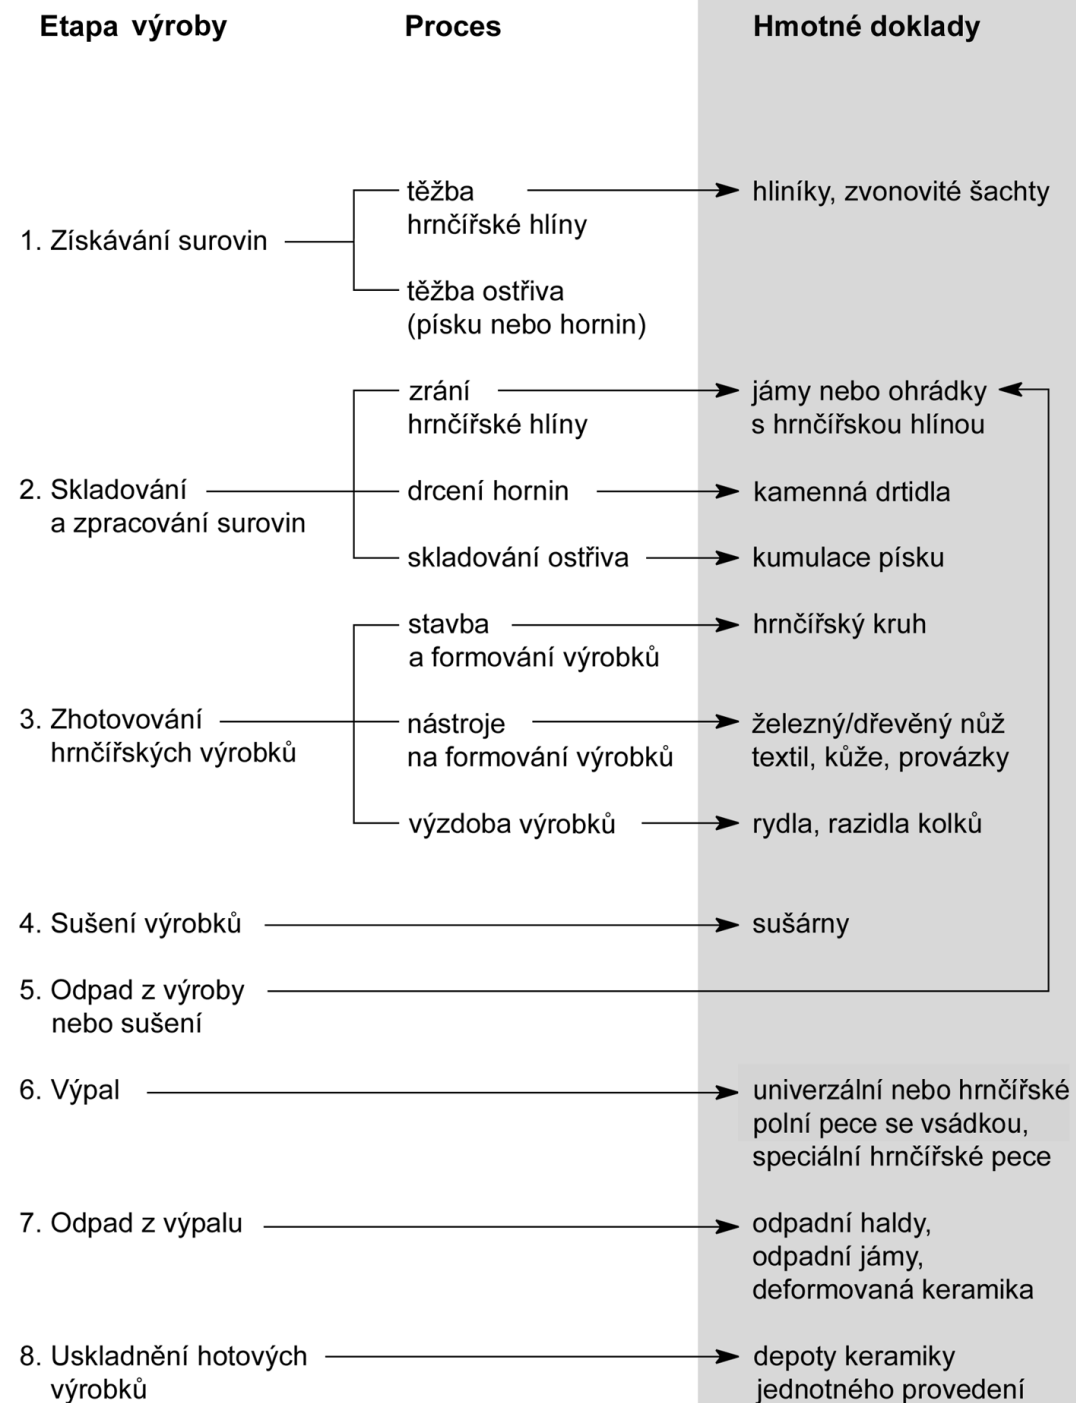 Etapa výroby Proces Hmotné doklady
těžba hliníky, zvonovité šachty
hrnčířské hlíny
1. Získávání surovin
těžba ostřiva
(písku nebo hornin)
zrání jámy nebo ohrádky
hrnčířské hlíny s hrnčířskou hlínou
2. Skladování drcení hornin kamenná drtidla
a zpracování surovin
skladování ostřiva kumulace písku
stavba hrnčířský kruh
a formování výrobků
3. Zhotovování nástroje železný/dřevěný nůž
hrnčířských výrobků na formování výrobků textil, kůže, provázky
výzdoba výrobků rydla, razidla kolků
4. Sušení výrobků sušárny
5. Odpad z výroby
nebo sušení
6. Výpal univerzální nebo hrnčířské
polní pece se vsádkou,
speciální hrnčířské pece
7. Odpad z výpalu odpadní haldy,
odpadní jámy,
deformovaná keramika
8. Uskladnění hotových depoty keramiky
výrobků jednotného provedení